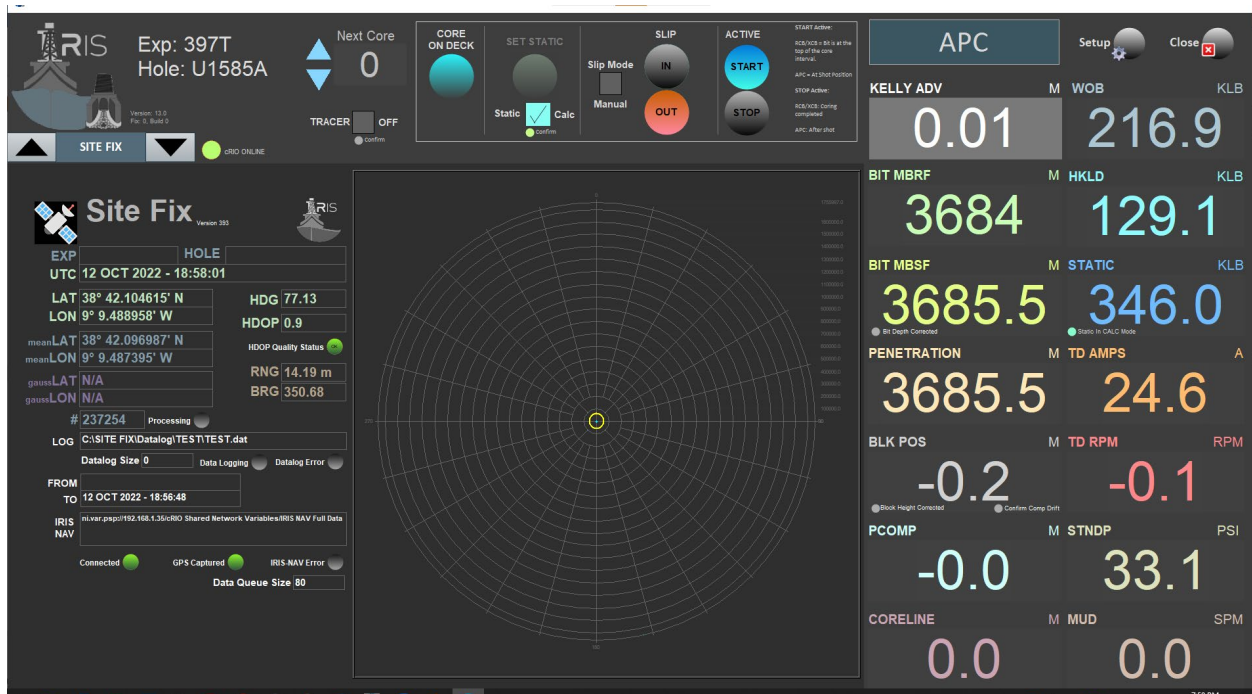 IRIS
Exp: 397T
Hole: U1585A
Version: 13.0
Fix: 0, Build 0
Next Core
0
TRACER OFF
Confirm
CORE
ON DECK
SET STATIC
Static Calc
Confirm
SLIP
Slip Mode
Manual
IN
OUT
ACTIVE
START
STOP
START Active:
RCB/XCB = Bit is at the
top of the core
interval.
APC = At Shot Position
STOP Active:
RCB/XCB: Coring
completed
APC: After shot
APC
Setup
Close
SITE FIX
cRIO ONLINE
Site Fix
Version 393
IRIS
EXP HOLE
UTC 12 OCT 2022 - 18:58:01
LAT 38° 42.104615' N
LON 9° 9.488958' W
HDG 77.13
HDOP 0.9
meanLAT 38° 42.096987' N
meanLON 9° 9.487395' W
HDOP Quality Status
gaussLAT N/A
gaussLON N/A
RNG 14.19 m
BRG 350.68
# 237254 Processing
LOG C:\SITE FIX\Datalog\TEST\TEST.dat
Datalog Size 0 Data Logging Datalog Error
FROM
TO 12 OCT 2022 - 18:56:48
IRIS
NAV
ni.var.psp://192.168.1.35/cRIO Shared Network Variables/IRIS NAV Full Data
Connected GPS Captured IRIS-NAV Error
Data Queue Size 80
0
270
90
180
KELLY ADV M
0.01
WOB KLB
216.9
BIT MBRF M
3684
HKLD KLB
129.1
BIT MBSF M
3685.5
Bit Depth Corrected
STATIC KLB
346.0
Static In CALC Mode
PENETRATION M
3685.5
TD AMPS A
24.6
BLK POS M
-0.2
Block Height Corrected Confirm Comp Drift
TD RPM RPM
-0.1
PCOMP M
-0.0
STNDP PSI
33.1
CORELINE M
0.0
MUD SPM
0.0